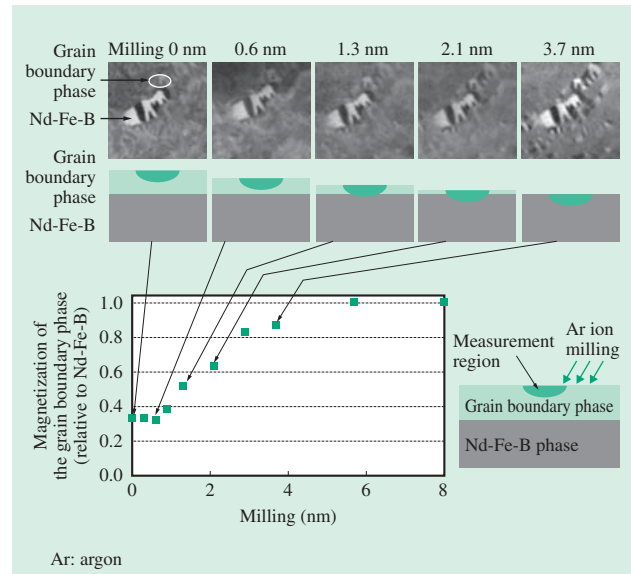 Grain
boundary
phase
Milling 0 nm
0.6 nm
1.3 nm
2.1 nm
3.7 nm
Nd-Fe-B
Grain
boundary
phase
Nd-Fe-B
Magnetization of
the grain boundary phase
(relative to Nd-Fe-B)
1.0
0.8
0.6
0.4
0.2
0.0
0
2
4
6
8
Milling (nm)
Measurement
region
Ar ion
milling
Grain boundary phase
Nd-Fe-B phase
Ar: argon